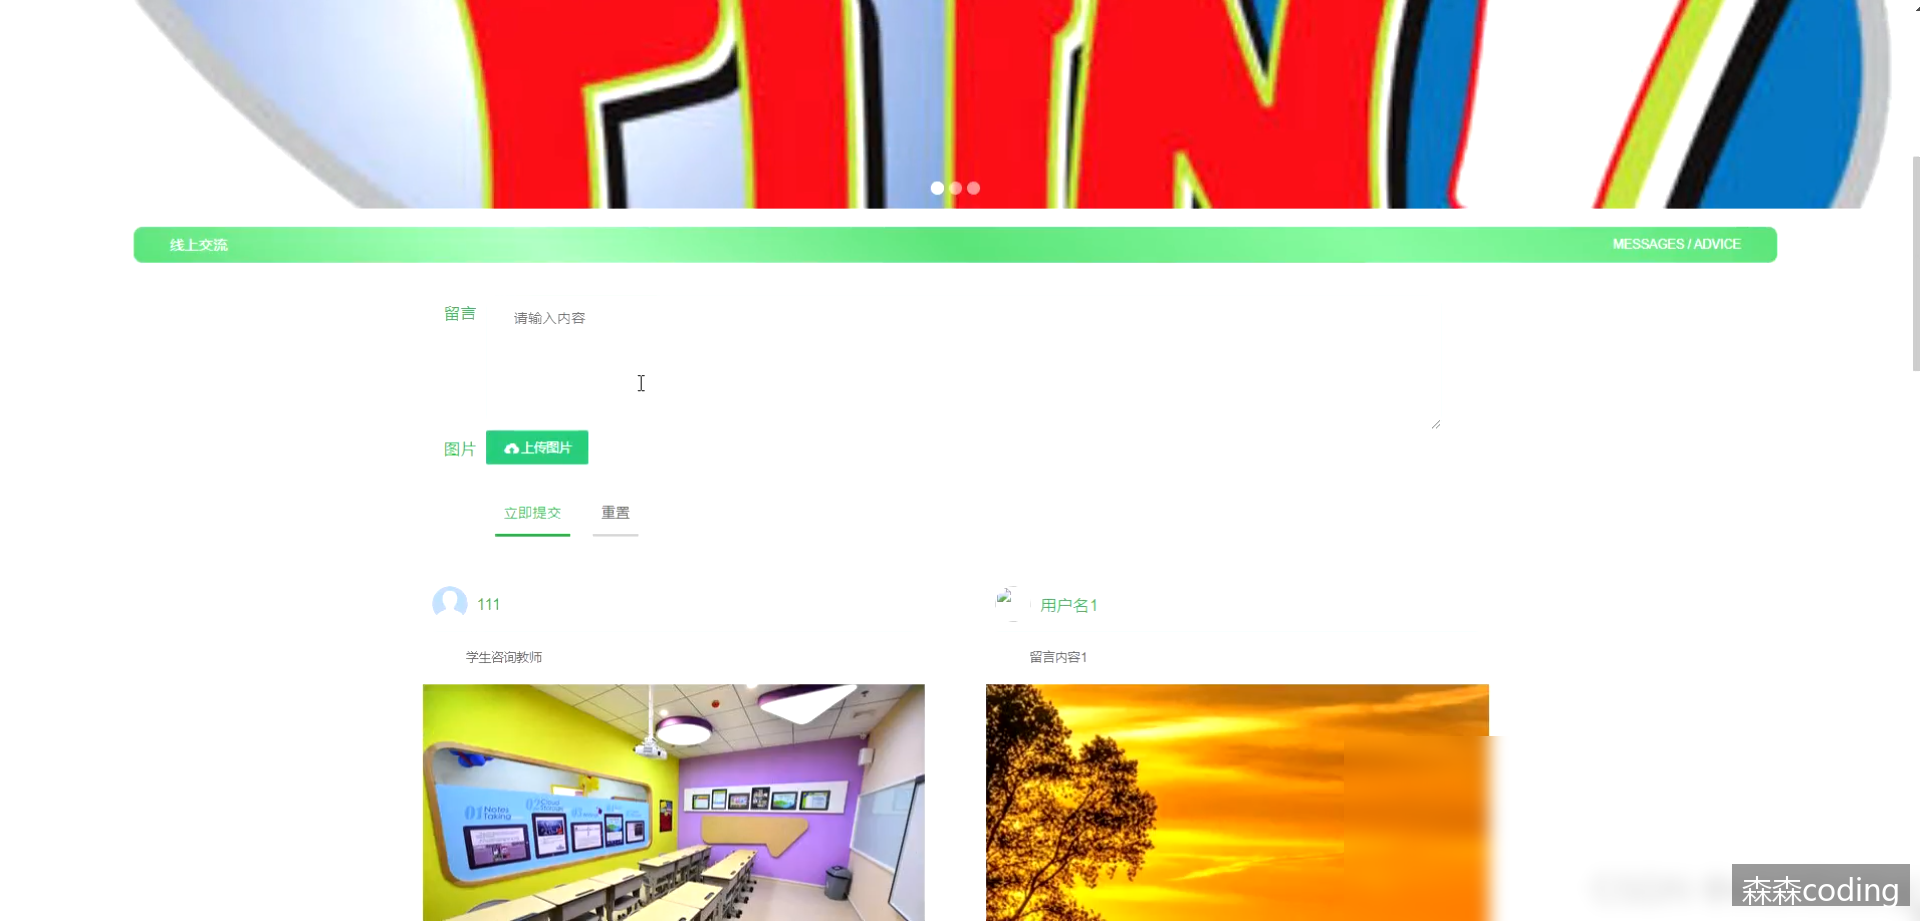 线上交流
MESSAGES / ADVICE
留言
请输入内容
图片
上传图片
立即提交
重置
111
用户名1
学生咨询教师
留言内容1
01 Notes Taking
02
森森coding